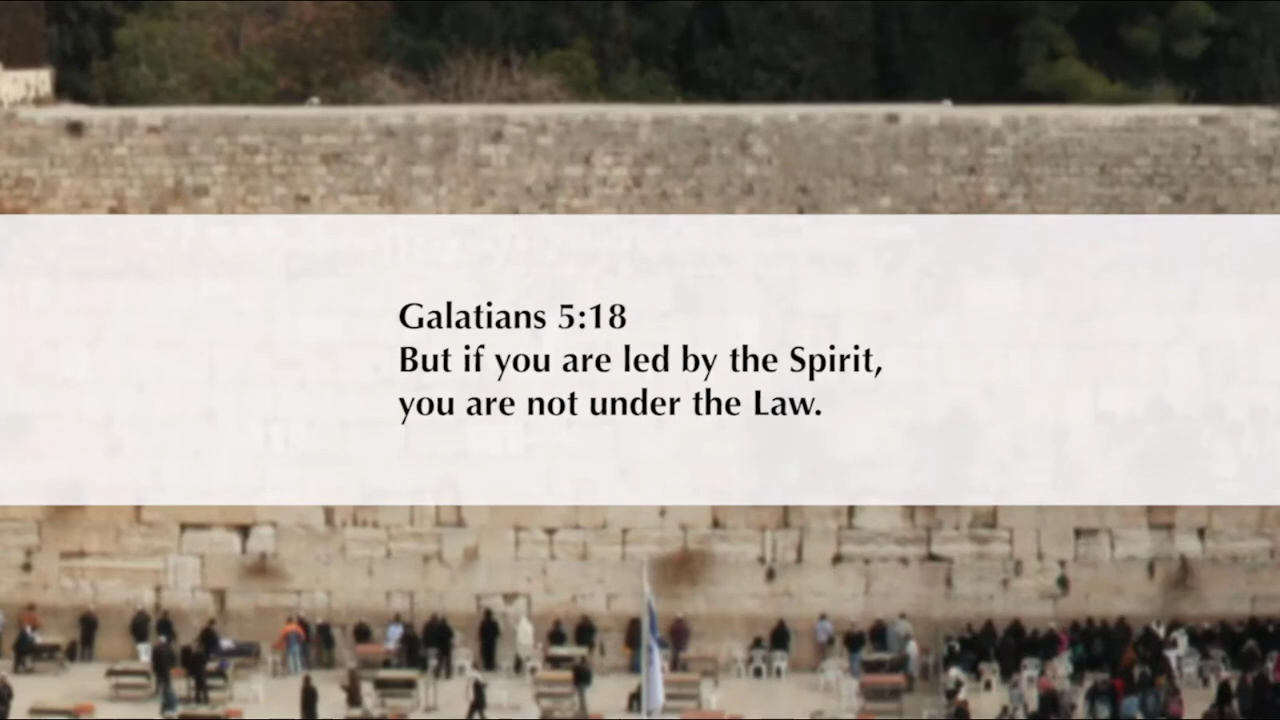 Galatians 5:18
But if you are led by the Spirit,
you are not under the Law.